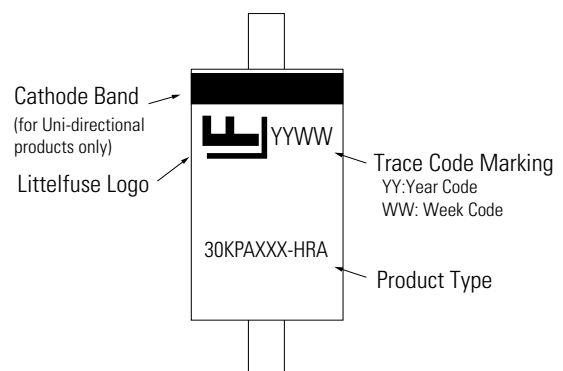 Cathode Band
(for Uni-directional
products only)
Littelfuse Logo
YYWW
Trace Code Marking
YY:Year Code
WW: Week Code
30KPAXXX-HRA
Product Type